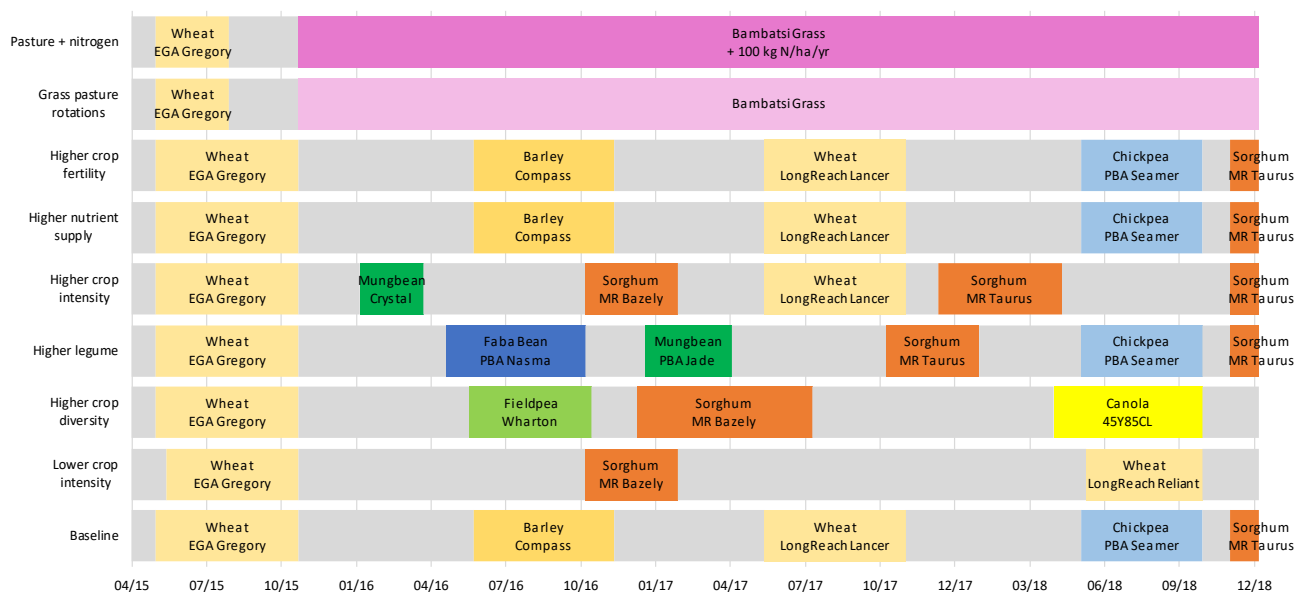 Pasture + nitrogen
Wheat
EGA Gregory
Bambatsi Grass
+ 100 kg N/ha/yr
Grass pasture
rotations
Wheat
EGA Gregory
Bambatsi Grass
Higher crop
fertility
Wheat
EGA Gregory
Barley
Compass
Wheat
LongReach Lancer
Chickpea
PBA Seamer
Sorghum
MR Taurus
Higher nutrient
supply
Wheat
EGA Gregory
Barley
Compass
Wheat
LongReach Lancer
Chickpea
PBA Seamer
Sorghum
MR Taurus
Higher crop
intensity
Wheat
EGA Gregory
Mungbean
Crystal
Sorghum
MR Bazely
Wheat
LongReach Lancer
Sorghum
MR Taurus
Sorghum
MR Taurus
Higher legume
Wheat
EGA Gregory
Faba Bean
PBA Nasma
Mungbean
PBA Jade
Sorghum
MR Taurus
Chickpea
PBA Seamer
Sorghum
MR Taurus
Higher crop
diversity
Wheat
EGA Gregory
Fieldpea
Wharton
Sorghum
MR Bazely
Canola
45Y85CL
Lower crop
intensity
Wheat
EGA Gregory
Sorghum
MR Bazely
Wheat
LongReach Reliant
Baseline
Wheat
EGA Gregory
Barley
Compass
Wheat
LongReach Lancer
Chickpea
PBA Seamer
Sorghum
MR Taurus
04/15 07/15 10/15 01/16 04/16 07/16 10/16 01/17 04/17 07/17 10/17 12/17 03/18 06/18 09/18 12/18